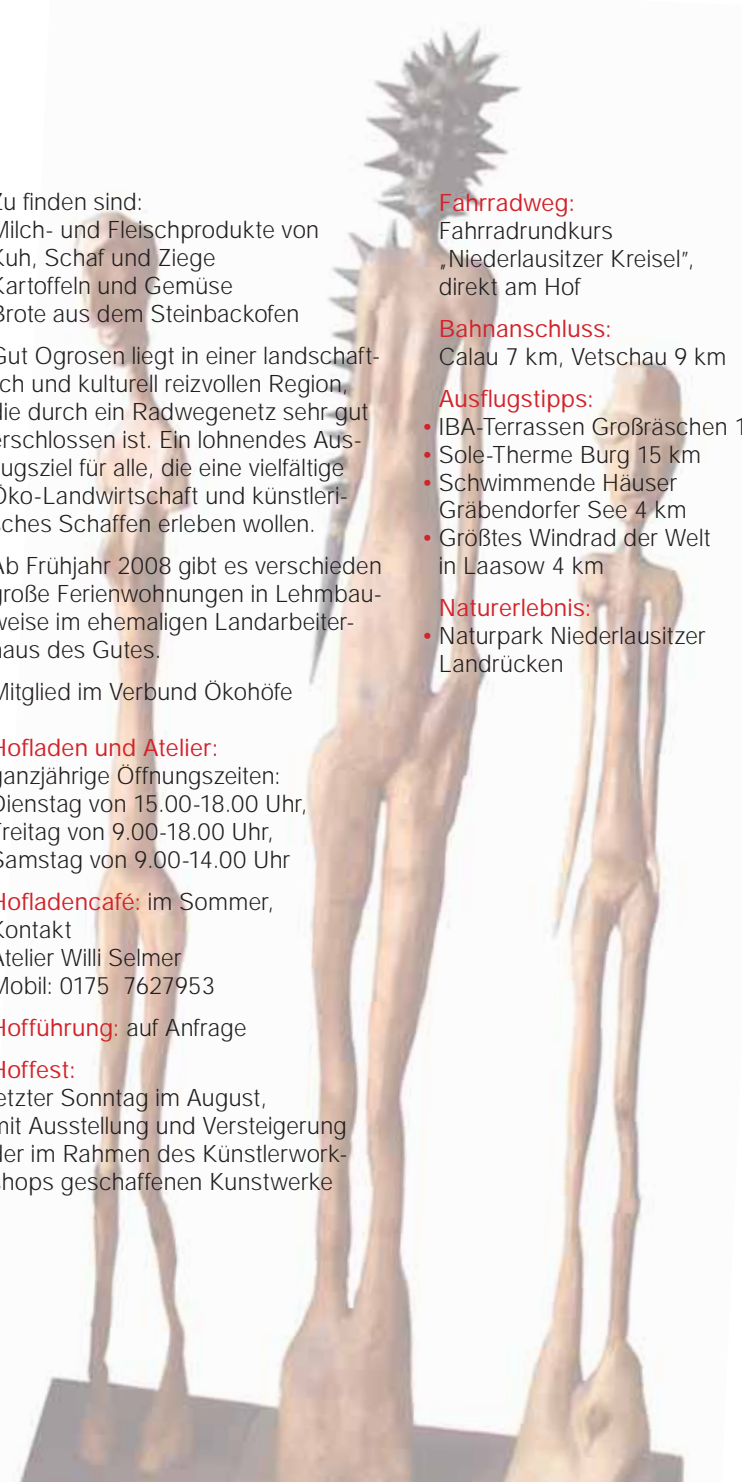 Zu finden sind:
Milch- und Fleischprodukte von
Kuh, Schaf und Ziege
Kartoffeln und Gemüse
Brote aus dem Steinbackofen
Gut Ogrosen liegt in einer landschaft-
ich und kulturell reizvollen Region,
die durch ein Radwegenetz sehr gut
erschlossen ist. Ein lohnendes Aus-
ugsziel für alle, die eine vielfältige
Öko-Landwirtschaft und künstleri-
sches Schaffen erleben wollen.
Ab Frühjahr 2008 gibt es verschieden
große Ferienwohnungen in Lehmbau-
weise im ehemaligen Landarbeiter-
haus des Gutes.
Mitglied im Verbund Ökohöfe
Hofladen und Atelier:
ganzjährige Öffnungszeiten:
Dienstag von 15.00-18.00 Uhr,
Freitag von 9.00-18.00 Uhr,
Samstag von 9.00-14.00 Uhr
Hofladencafé: im Sommer,
Kontakt
Atelier Willi Selmer
Mobil: 0175 7627953
Hofführung: auf Anfrage
Hoffest:
letzter Sonntag im August,
mit Ausstellung und Versteigerung
der im Rahmen des Künstlerwork-
shops geschaffenen Kunstwerke
Fahrradweg:
Fahrradrundkurs
„Niederlausitzer Kreisel",
direkt am Hof
Bahnanschluss:
Calau 7 km, Vetschau 9 km
Ausflugstipps:
• IBA-Terrassen Großräschen 1
• Sole-Therme Burg 15 km
• Schwimmende Häuser
Gräbendorfer See 4 km
• Größtes Windrad der Welt
in Laasow 4 km
Naturerlebnis:
• Naturpark Niederlausitzer
Landrücken